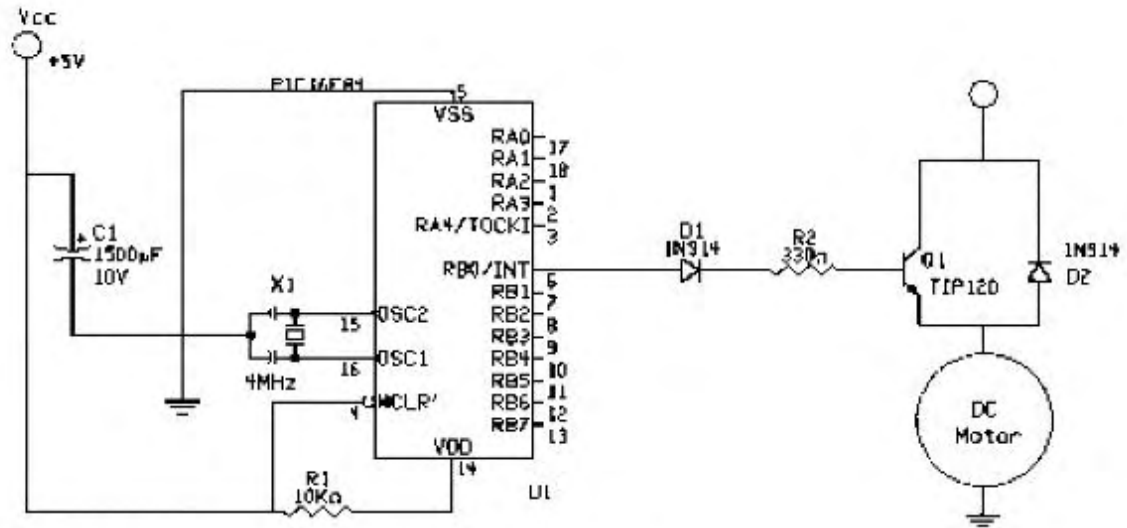 Vcc
+5V
PIC16F84
5
VSS
RA0
17
RA1
18
RA2
1
RA3
2
RA4/TOCKI
3
RB0/INT
6
RB1
7
RB2
8
RB3
9
RB4
10
RB5
11
RB6
12
RB7
13
C1
1500µF
10V
X1
4MHz
15
OSC2
16
OSC1
4
MCLR'
VDD
14
R1
10KΩ
U1
D1
1N914
R2
330Ω
Q1
TIP120
1N914
D2
DC
Motor